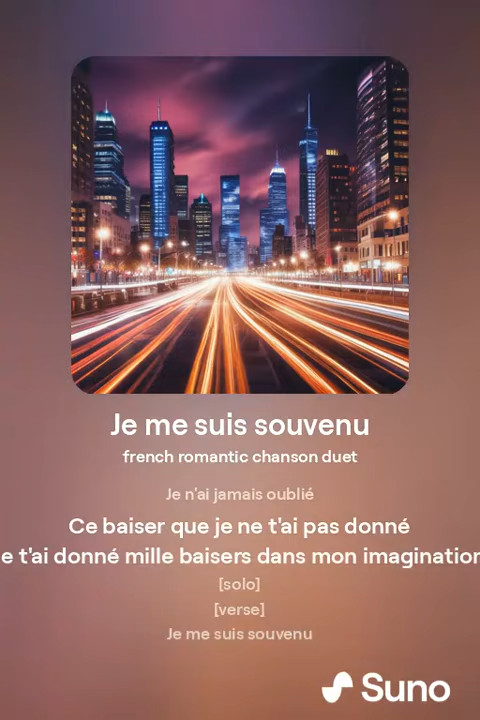 Je me suis souvenu
french romantic chanson duet
Je n'ai jamais oublié
Ce baiser que je ne t'ai pas donné
e t'ai donné mille baisers dans mon imagination
[solo]
[verse]
Je me suis souvenu
Suno